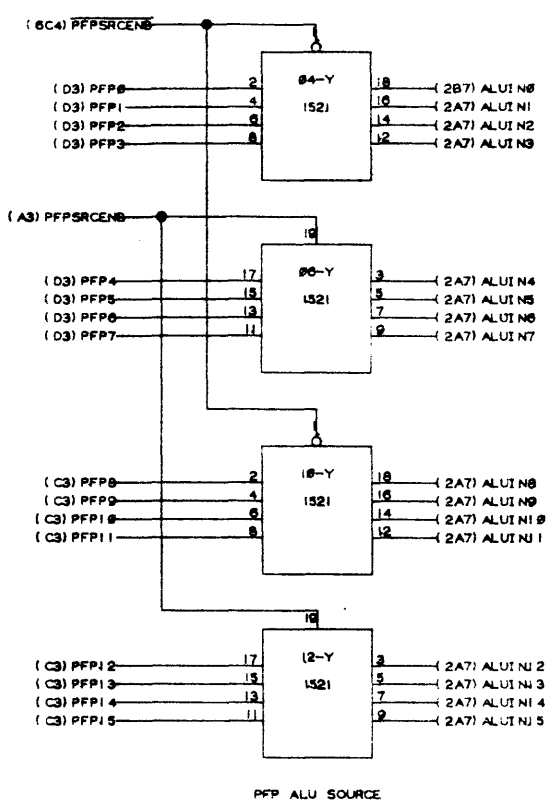 (6C4) PFPSRCENB
1
04-Y
1521
(D3) PFP0 2 18 (2B7) ALUIN0
(D3) PFP1 4 16 (2A7) ALUIN1
(D3) PFP2 6 14 (2A7) ALUIN2
(D3) PFP3 8 12 (2A7) ALUIN3
(A3) PFPSRCENB
19
06-Y
1521
(D3) PFP4 17 3 (2A7) ALUIN4
(D3) PFP5 15 5 (2A7) ALUIN5
(D3) PFP6 13 7 (2A7) ALUIN6
(D3) PFP7 11 9 (2A7) ALUIN7
1
10-Y
1521
(C3) PFP8 2 18 (2A7) ALUIN8
(C3) PFP9 4 16 (2A7) ALUIN9
(C3) PFP10 6 14 (2A7) ALUIN10
(C3) PFP11 8 12 (2A7) ALUIN11
19
12-Y
1521
(C3) PFP12 17 3 (2A7) ALUIN12
(C3) PFP13 15 5 (2A7) ALUIN13
(C3) PFP14 13 7 (2A7) ALUIN14
(C3) PFP15 11 9 (2A7) ALUIN15
PFP ALU SOURCE